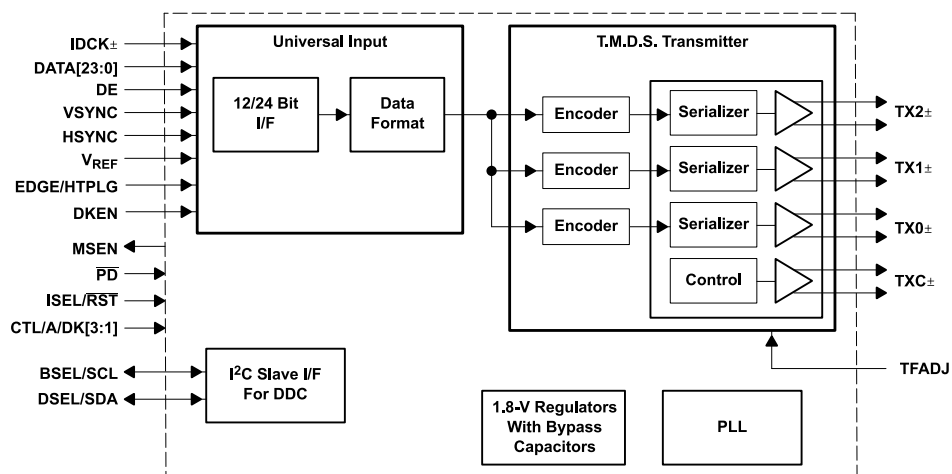 Universal Input
T.M.D.S. Transmitter
IDCK±
DATA[23:0]
DE
VSYNC
HSYNC
VREF
EDGE/HTPLG
DKEN
MSEN
PD
ISEL/RST
CTL/A/DK[3:1]
BSEL/SCL
DSEL/SDA
12/24 Bit
I/F
Data
Format
Encoder
Serializer
TX2±
Encoder
Serializer
TX1±
Encoder
Serializer
TX0±
Control
TXC±
TFADJ
I2C Slave I/F
For DDC
1.8-V Regulators
With Bypass
Capacitors
PLL